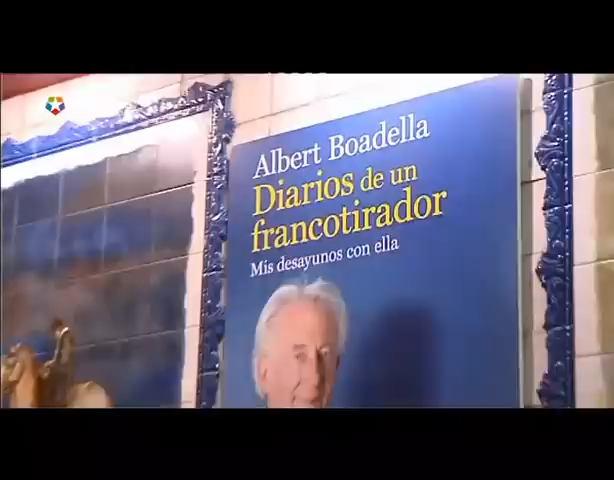 Albert Boadella
Diarios de un
francotirador
Mis desayunos con ella